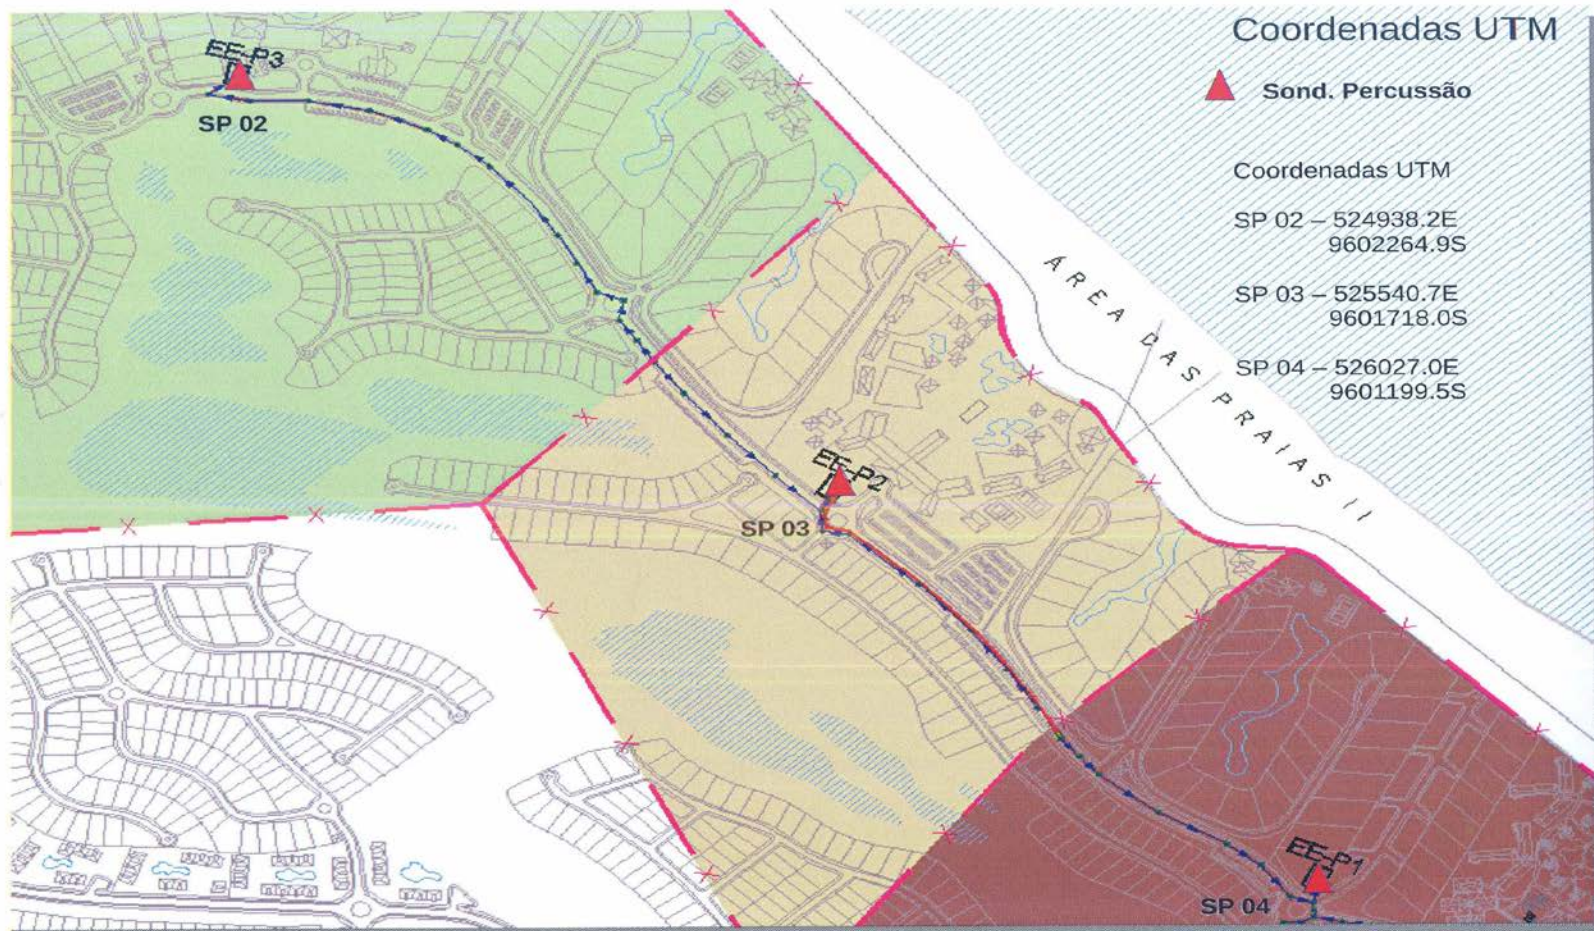 Coordenadas UTM
Sond. Percussão
Coordenadas UTM
SP 02 – 524938.2E
9602264.9S
SP 03 – 525540.7E
9601718.0S
SP 04 – 526027.0E
9601199.5S
EE-P3
SP 02
AREA DAS PRAIAS II
EE-P2
SP 03
EE-P1
SP 04